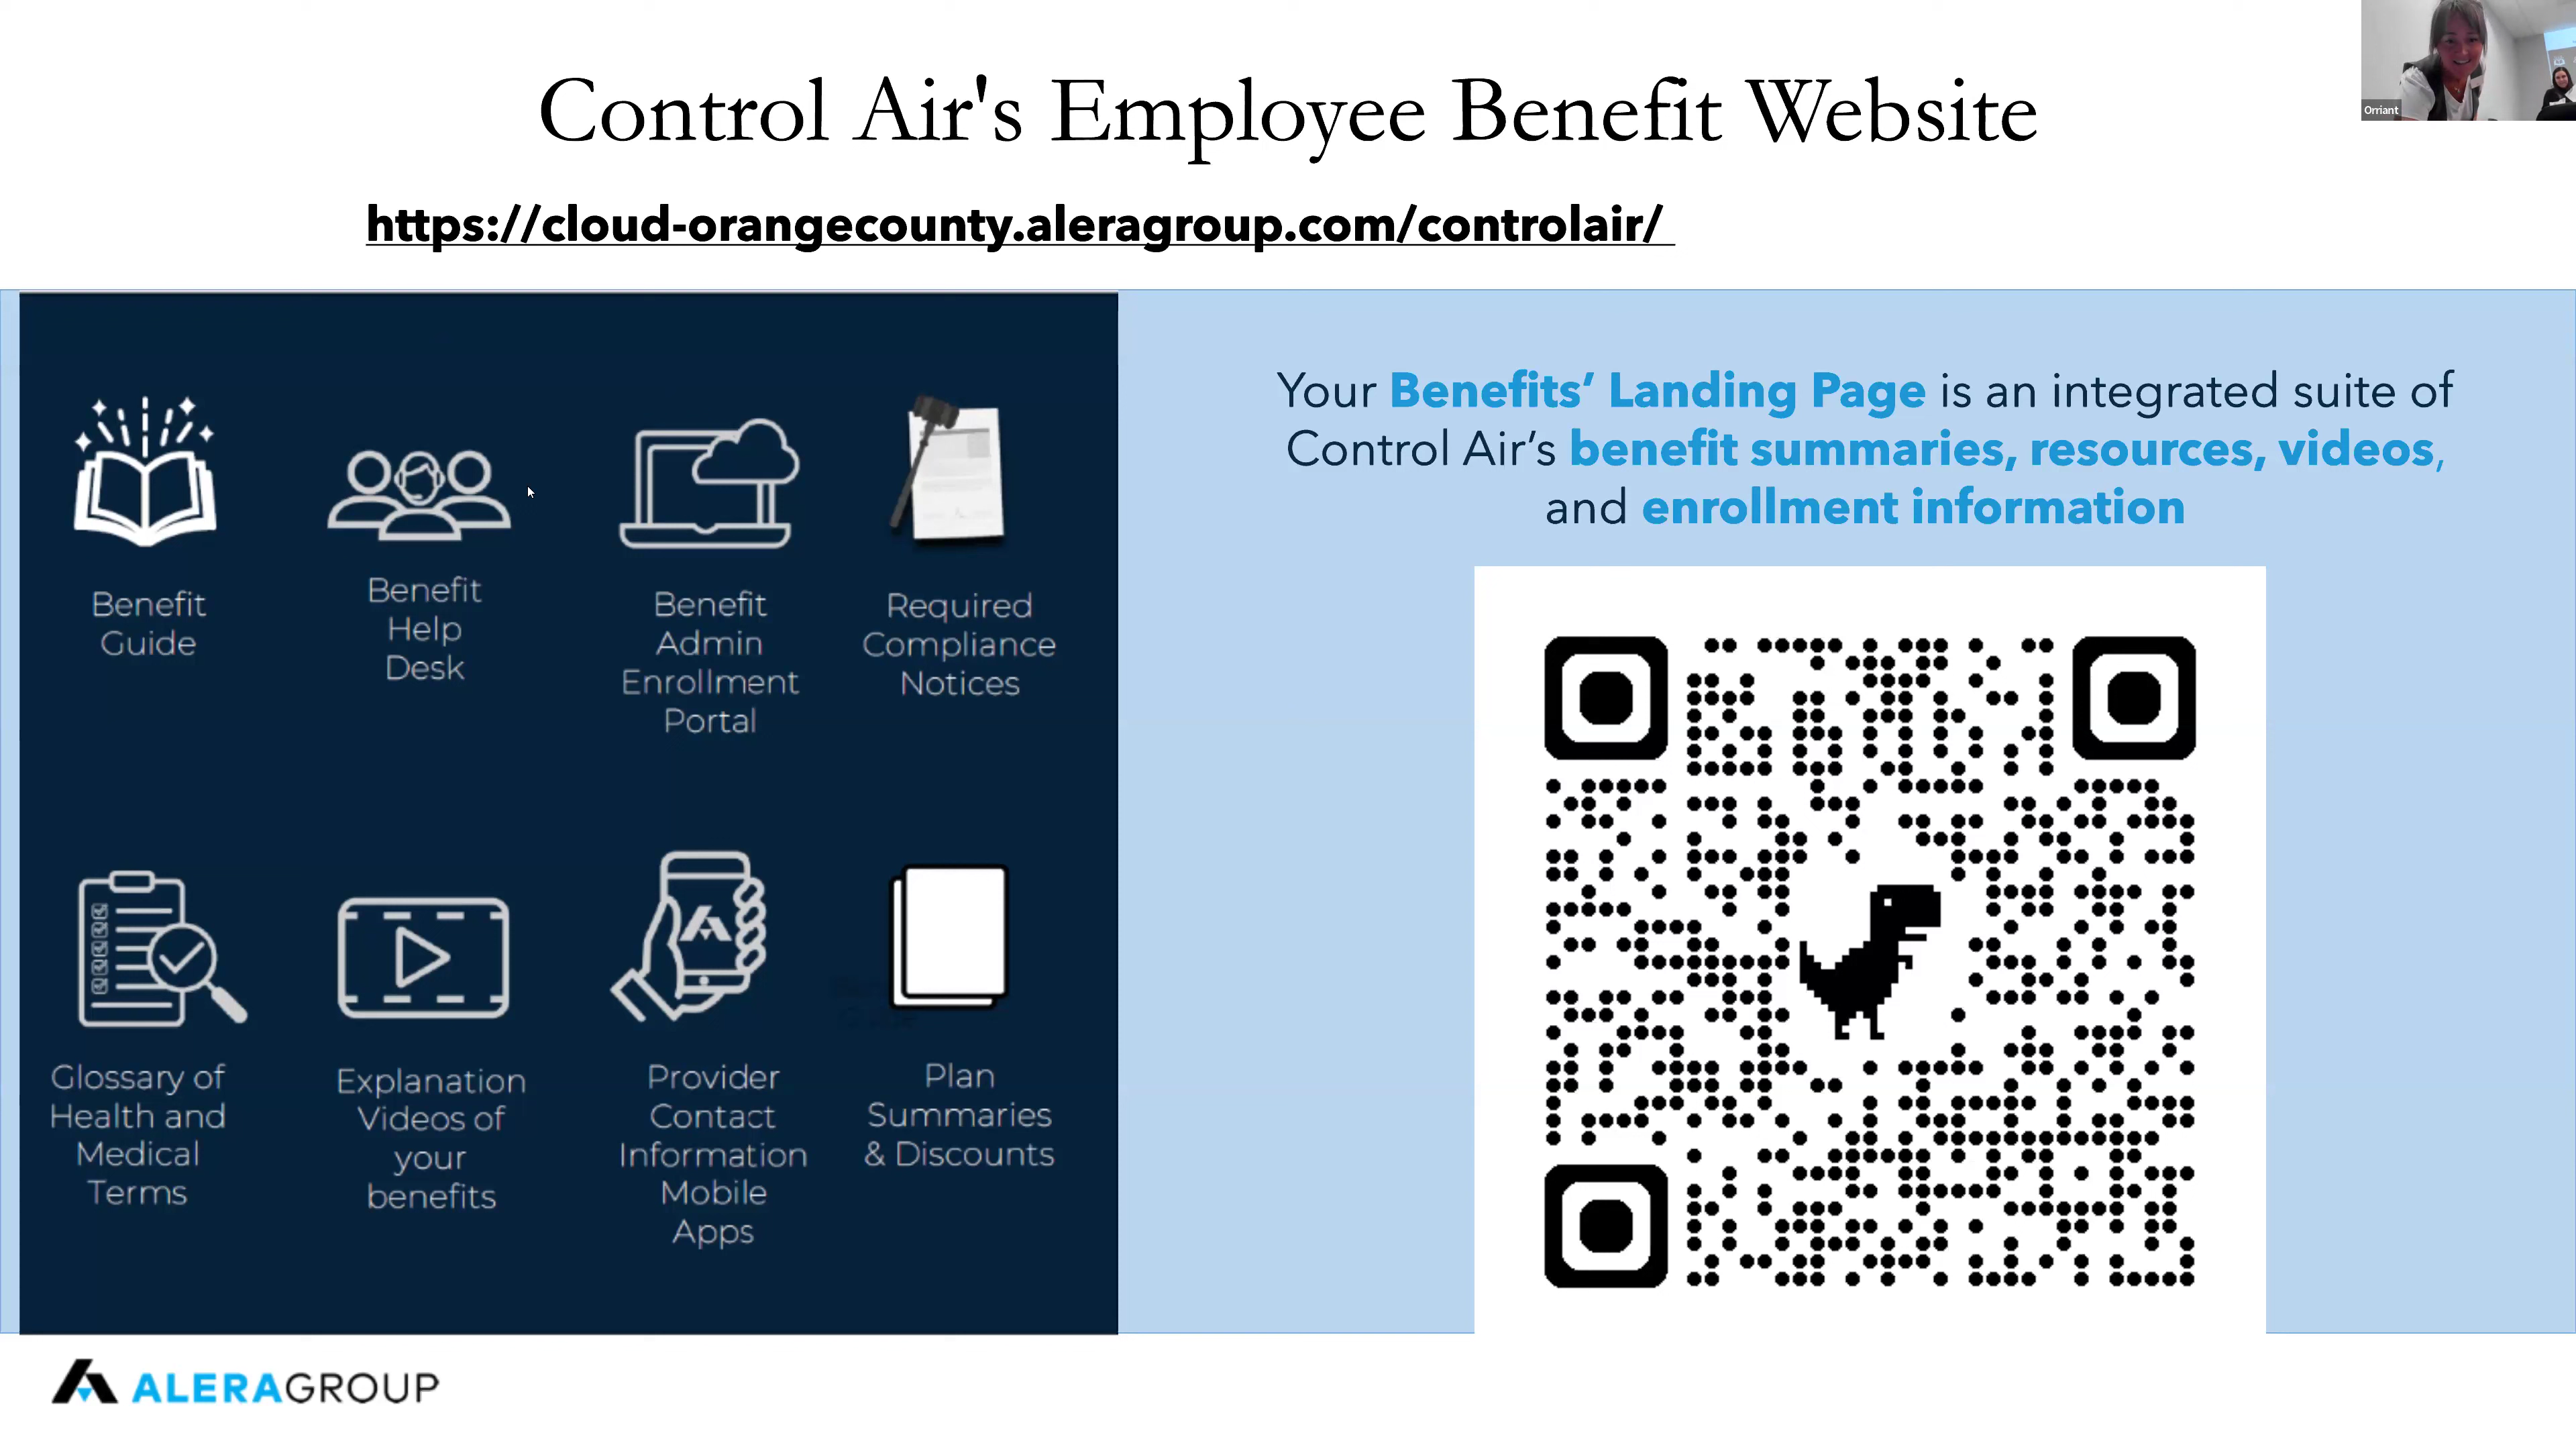 Control Air's Employee Benefit Website
Orriant
https://cloud-orangecounty.aleragroup.com/controlair/
Your Benefits’ Landing Page is an integrated suite of
Control Air’s benefit summaries, resources, videos,
and enrollment information
Benefit
Guide
Benefit
Help
Desk
Benefit
Admin
Enrollment
Portal
Required
Compliance
Notices
Glossary of
Health and
Medical
Terms
Explanation
Videos of
your
benefits
Provider
Contact
Information
Mobile
Apps
Plan
Summaries
& Discounts
ALERAGROUP